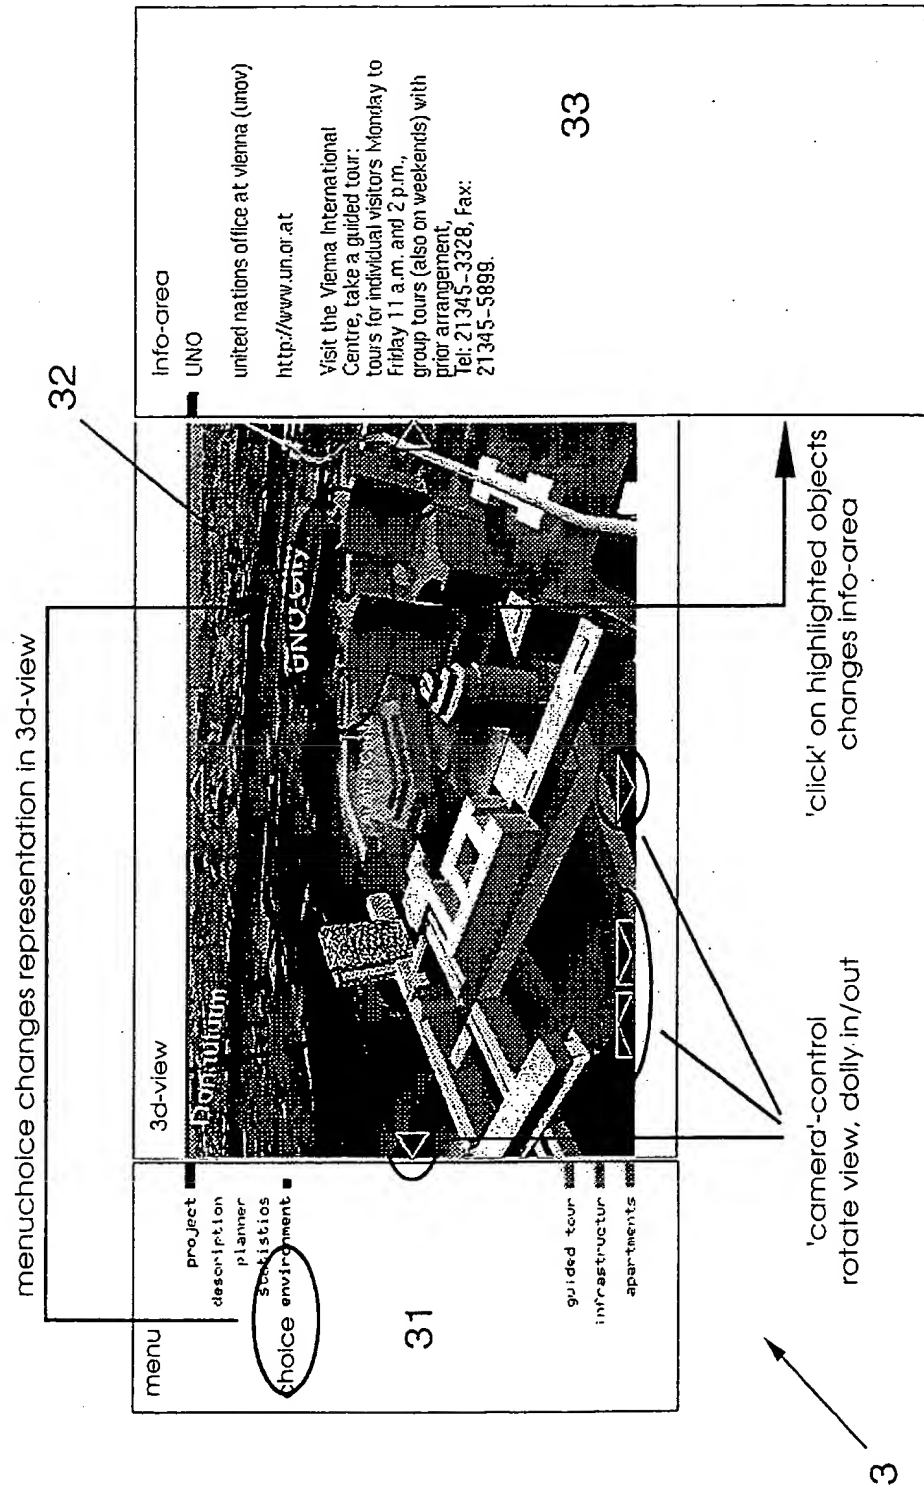 menuchoice changes representation in 3d-view
32
menu
project
description
planner
statistios
choice environment
31
guided tour
infrastructur
apartments
3d-view
UNO-City
Info-area
UNO
united nations office at vienna (unov)
http://www.un.or.at
Visit the Vienna International
Centre, take a guided tour:
tours for individual visitors Monday to
Friday 11 a.m. and 2 p.m.,
group tours (also on weekends) with
prior arrangement,
Tel: 21345-3328, Fax:
21345-5899.
33
'camera'-control
rotate view, dolly in/out
'click' on highlighted objects
changes info-area
3